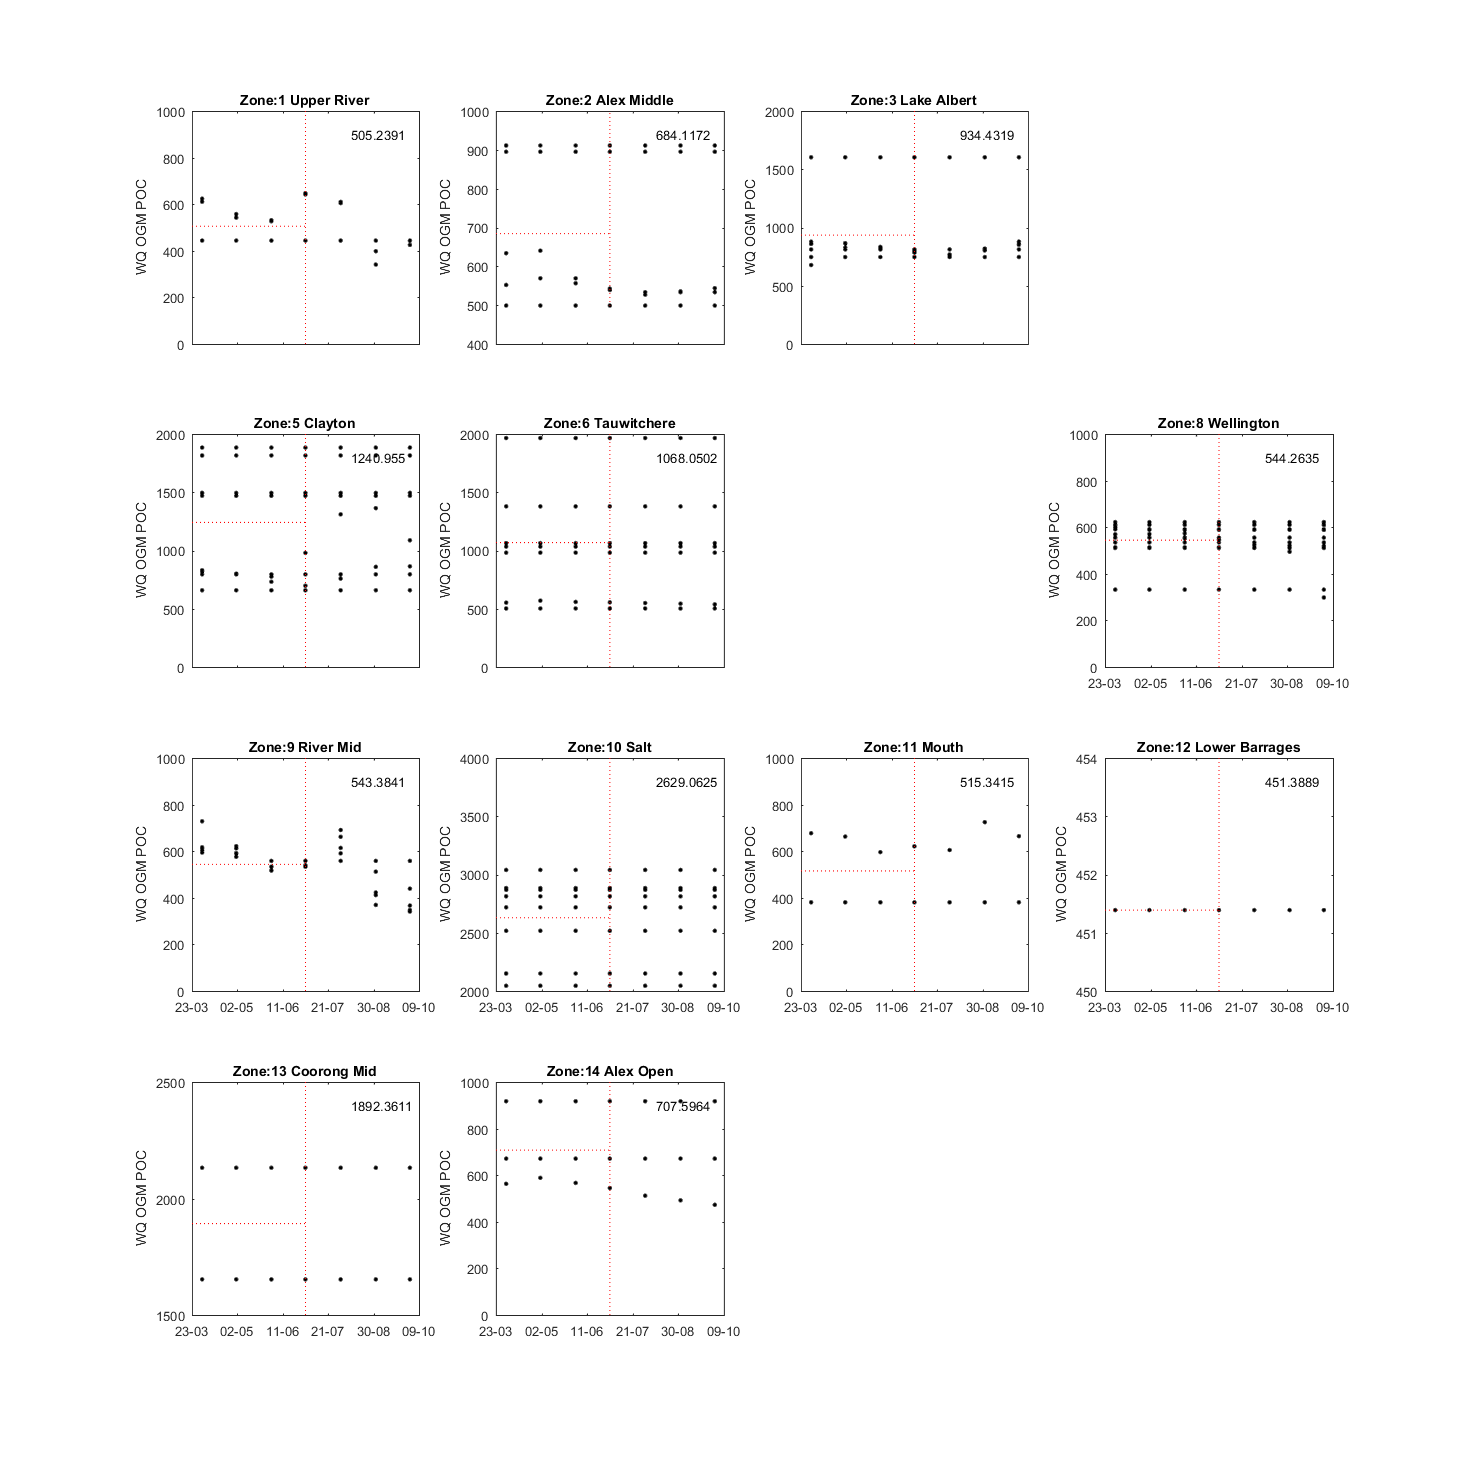 Zone:1 Upper River
Zone:2 Alex Middle
Zone:3 Lake Albert
WQ OGM POC
1000
800
600
400
200
0
505.2391
WQ OGM POC
1000
900
800
700
600
500
400
684.1172
WQ OGM POC
2000
1500
1000
500
0
934.4319
Zone:5 Clayton
Zone:6 Tauwitchere
Zone:8 Wellington
WQ OGM POC
2000
1500
1000
500
0
1240.955
WQ OGM POC
2000
1500
1000
500
0
1068.0502
WQ OGM POC
1000
800
600
400
200
0
544.2635
23-03 02-05 11-06 21-07 30-08 09-10
Zone:9 River Mid
Zone:10 Salt
Zone:11 Mouth
Zone:12 Lower Barrages
WQ OGM POC
1000
800
600
400
200
0
543.3841
23-03 02-05 11-06 21-07 30-08 09-10
WQ OGM POC
4000
3500
3000
2500
2000
2629.0625
23-03 02-05 11-06 21-07 30-08 09-10
WQ OGM POC
1000
800
600
400
200
0
515.3415
23-03 02-05 11-06 21-07 30-08 09-10
WQ OGM POC
454
453
452
451
450
451.3889
23-03 02-05 11-06 21-07 30-08 09-10
Zone:13 Coorong Mid
Zone:14 Alex Open
WQ OGM POC
2500
2000
1500
1892.3611
23-03 02-05 11-06 21-07 30-08 09-10
WQ OGM POC
1000
800
600
400
200
0
707.5964
23-03 02-05 11-06 21-07 30-08 09-10